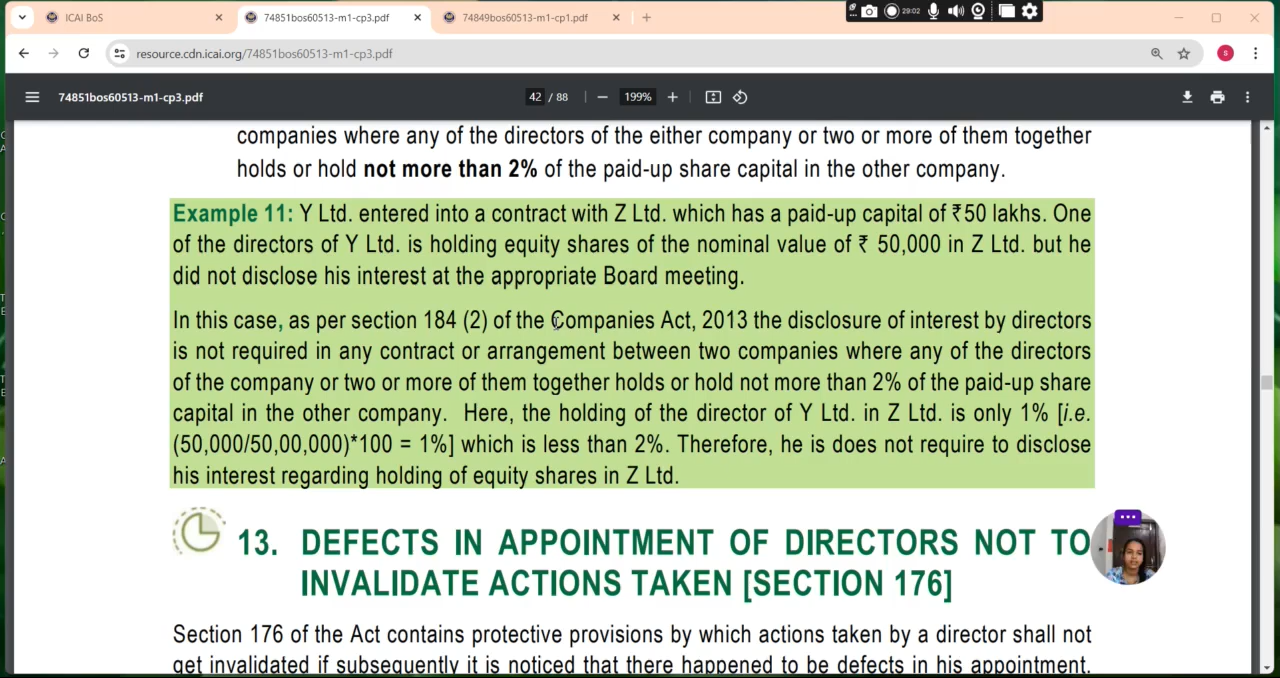 ICAI BoS
74851bos60513-m1-cp3.pdf
74849bos60513-m1-cp1.pdf
29:02
resource.cdn.icai.org/74851bos60513-m1-cp3.pdf
S
74851bos60513-m1-cp3.pdf
42 / 88
199%
companies where any of the directors of the either company or two or more of them together
holds or hold not more than 2% of the paid-up share capital in the other company.
Example 11: Y Ltd. entered into a contract with Z Ltd. which has a paid-up capital of ₹50 lakhs. One
of the directors of Y Ltd. is holding equity shares of the nominal value of ₹ 50,000 in Z Ltd. but he
did not disclose his interest at the appropriate Board meeting.
In this case, as per section 184 (2) of the Companies Act, 2013 the disclosure of interest by directors
is not required in any contract or arrangement between two companies where any of the directors
of the company or two or more of them together holds or hold not more than 2% of the paid-up share
capital in the other company. Here, the holding of the director of Y Ltd. in Z Ltd. is only 1% [i.e.
(50,000/50,00,000)*100 = 1%] which is less than 2%. Therefore, he is does not require to disclose
his interest regarding holding of equity shares in Z Ltd.
13. DEFECTS IN APPOINTMENT OF DIRECTORS NOT TO
INVALIDATE ACTIONS TAKEN [SECTION 176]
Section 176 of the Act contains protective provisions by which actions taken by a director shall not
get invalidated if subsequently it is noticed that there happened to be defects in his appointment.